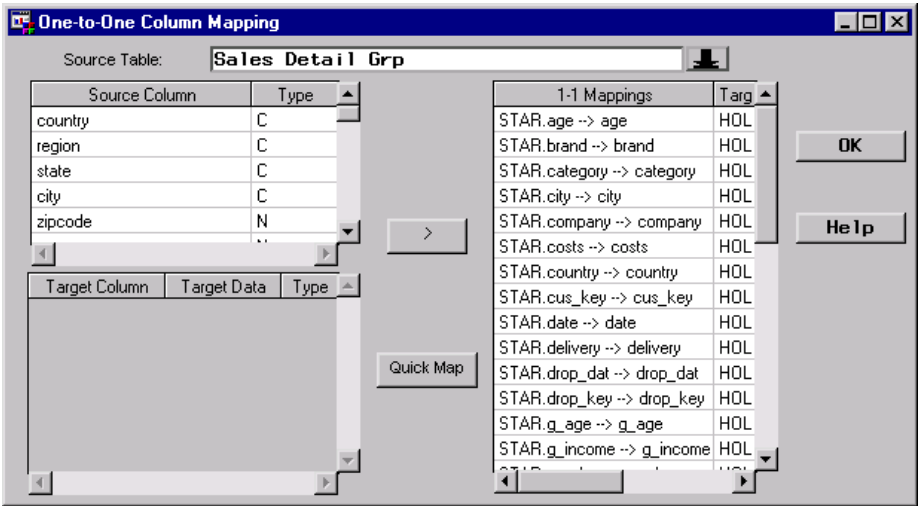 One-to-One Column Mapping
Source Table: Sales Detail Grp
Source Column Type
country C
region C
state C
city C
zipcode N
Target Column Target Data Type
>
Quick Map
1-1 Mappings Targ
STAR.age --> age HOL
STAR.brand --> brand HOL
STAR.category --> category HOL
STAR.city --> city HOL
STAR.company --> company HOL
STAR.costs --> costs HOL
STAR.country --> country HOL
STAR.cus_key --> cus_key HOL
STAR.date --> date HOL
STAR.delivery --> delivery HOL
STAR.drop_dat --> drop_dat HOL
STAR.drop_key --> drop_key HOL
STAR.g_age --> g_age HOL
STAR.g_income --> g_income HOL
OK
Help